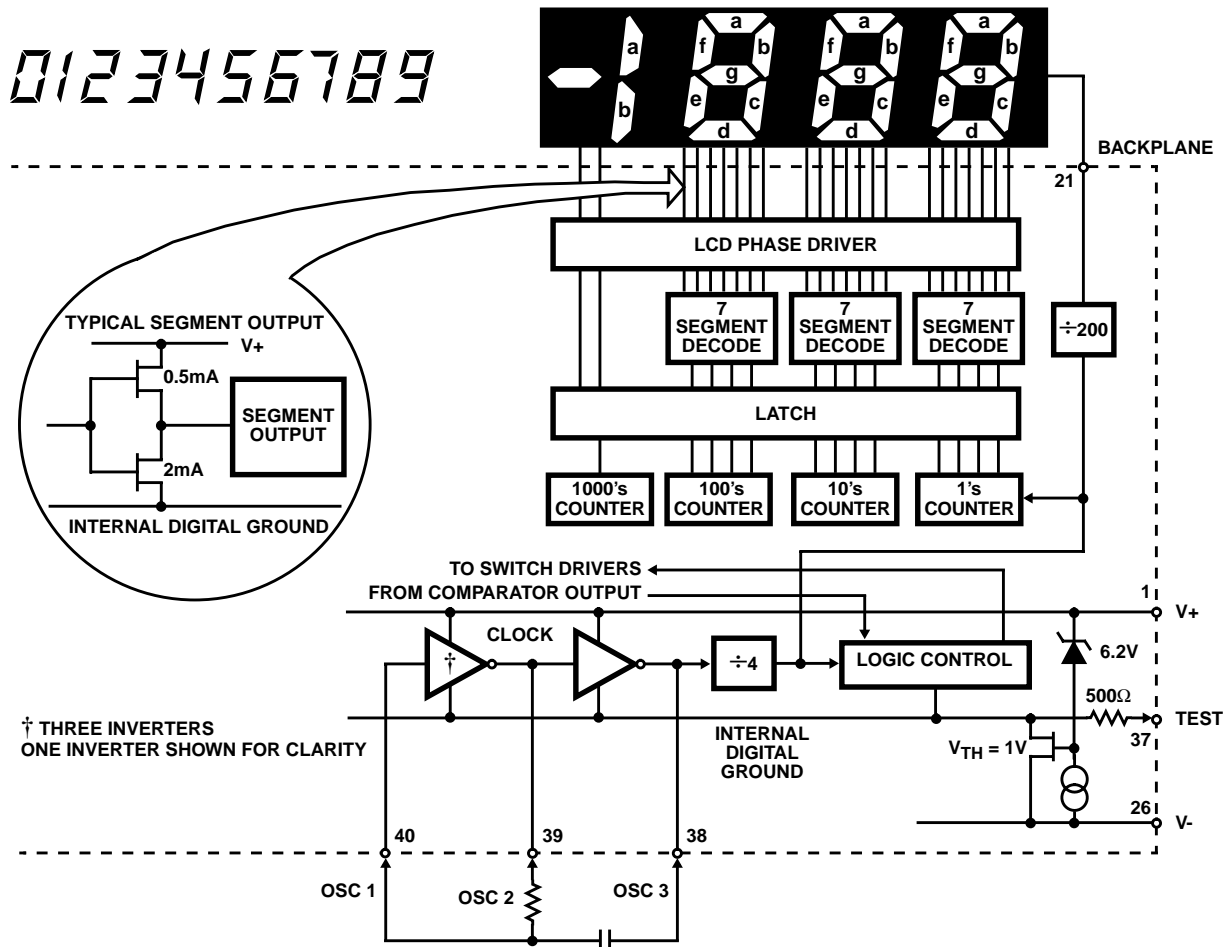 0123456789
a
b
a
f b
g
e c
d
a
f b
g
e c
d
a
f b
g
e c
d
BACKPLANE
21
LCD PHASE DRIVER
TYPICAL SEGMENT OUTPUT
V+
0.5mA
SEGMENT
OUTPUT
2mA
INTERNAL DIGITAL GROUND
7
SEGMENT
DECODE
7
SEGMENT
DECODE
7
SEGMENT
DECODE
÷200
LATCH
1000's
COUNTER
100's
COUNTER
10's
COUNTER
1's
COUNTER
TO SWITCH DRIVERS
FROM COMPARATOR OUTPUT
1
V+
CLOCK
†
÷4
LOGIC CONTROL
6.2V
500Ω
TEST
37
† THREE INVERTERS
ONE INVERTER SHOWN FOR CLARITY
INTERNAL
DIGITAL
GROUND
VTH = 1V
26
V-
40
39
38
OSC 1
OSC 2
OSC 3